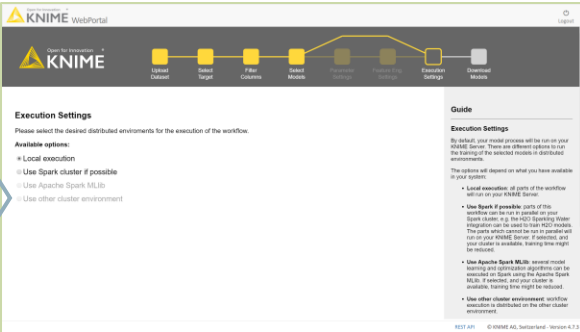 Open for Innovation
KNIME WebPortal
Logout
Open for Innovation
KNIME
Upload Dataset
Select Target
Filter Columns
Select Models
Parameter Settings
Feature Eng. Settings
Execution Settings
Download Models
Execution Settings
Please select the desired distributed enviroments for the execution of the workflow.
Available options:
Local execution
Use Spark cluster if possible
Use Apache Spark MLlib
Use other cluster environment
Guide
Execution Settings
By default, your model process will be run on your
KNIME Server. There are different options to run
the training of the selected models in distributed
environments.
The options will depend on what you have available
in your system:
• Local execution: all parts of the workflow
will run on your KNIME Server.
• Use Spark if possible: parts of this
workflow can be run in parallel on your
Spark cluster, e.g. the H2O Sparkling Water
integration can be used to train H2O models.
The parts which cannot be run in parallel will
run on your KNIME Server. If selected, and
your cluster is available, training time might
be reduced.
• Use Apache Spark MLlib: several model
learning and optimization algorithms can be
executed on Spark using the Apache Spark
MLlib. If selected, and your cluster is
available, training time might be reduced.
• Use other cluster environment: workflow
execution is distributed on the other cluster
environment.
REST API © KNIME AG, Switzerland - Version 4.7.3